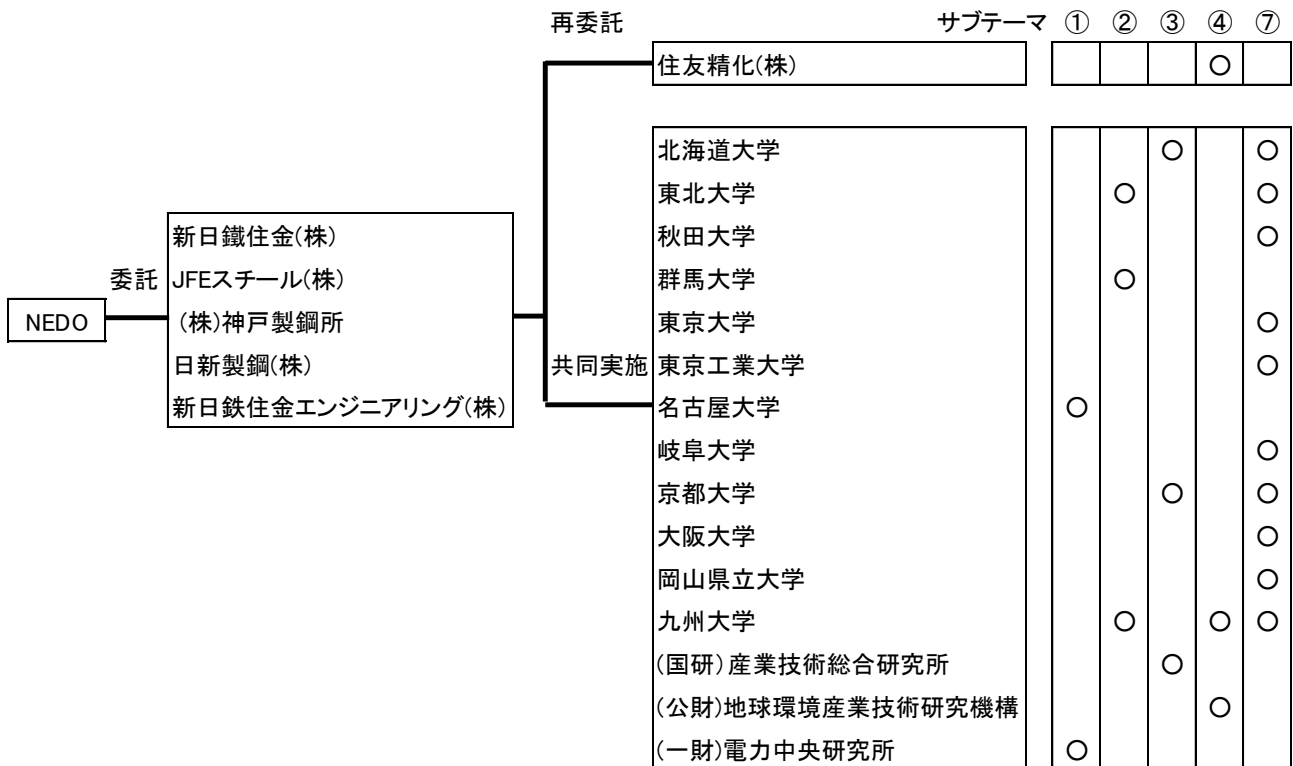 再委託 サブテーマ ① ② ③ ④ ⑦
住友精化(株) ○
北海道大学 ○ ○
東北大学 ○ ○
新日鐵住金(株) 秋田大学 ○
委託 JFEスチール(株) 群馬大学 ○
NEDO (株)神戸製鋼所 東京大学 ○
日新製鋼(株) 共同実施 東京工業大学 ○
新日鉄住金エンジニアリング(株) 名古屋大学 ○
岐阜大学 ○
京都大学 ○ ○
大阪大学 ○
岡山県立大学 ○
九州大学 ○ ○ ○
(国研)産業技術総合研究所 ○
(公財)地球環境産業技術研究機構 ○
(一財)電力中央研究所 ○